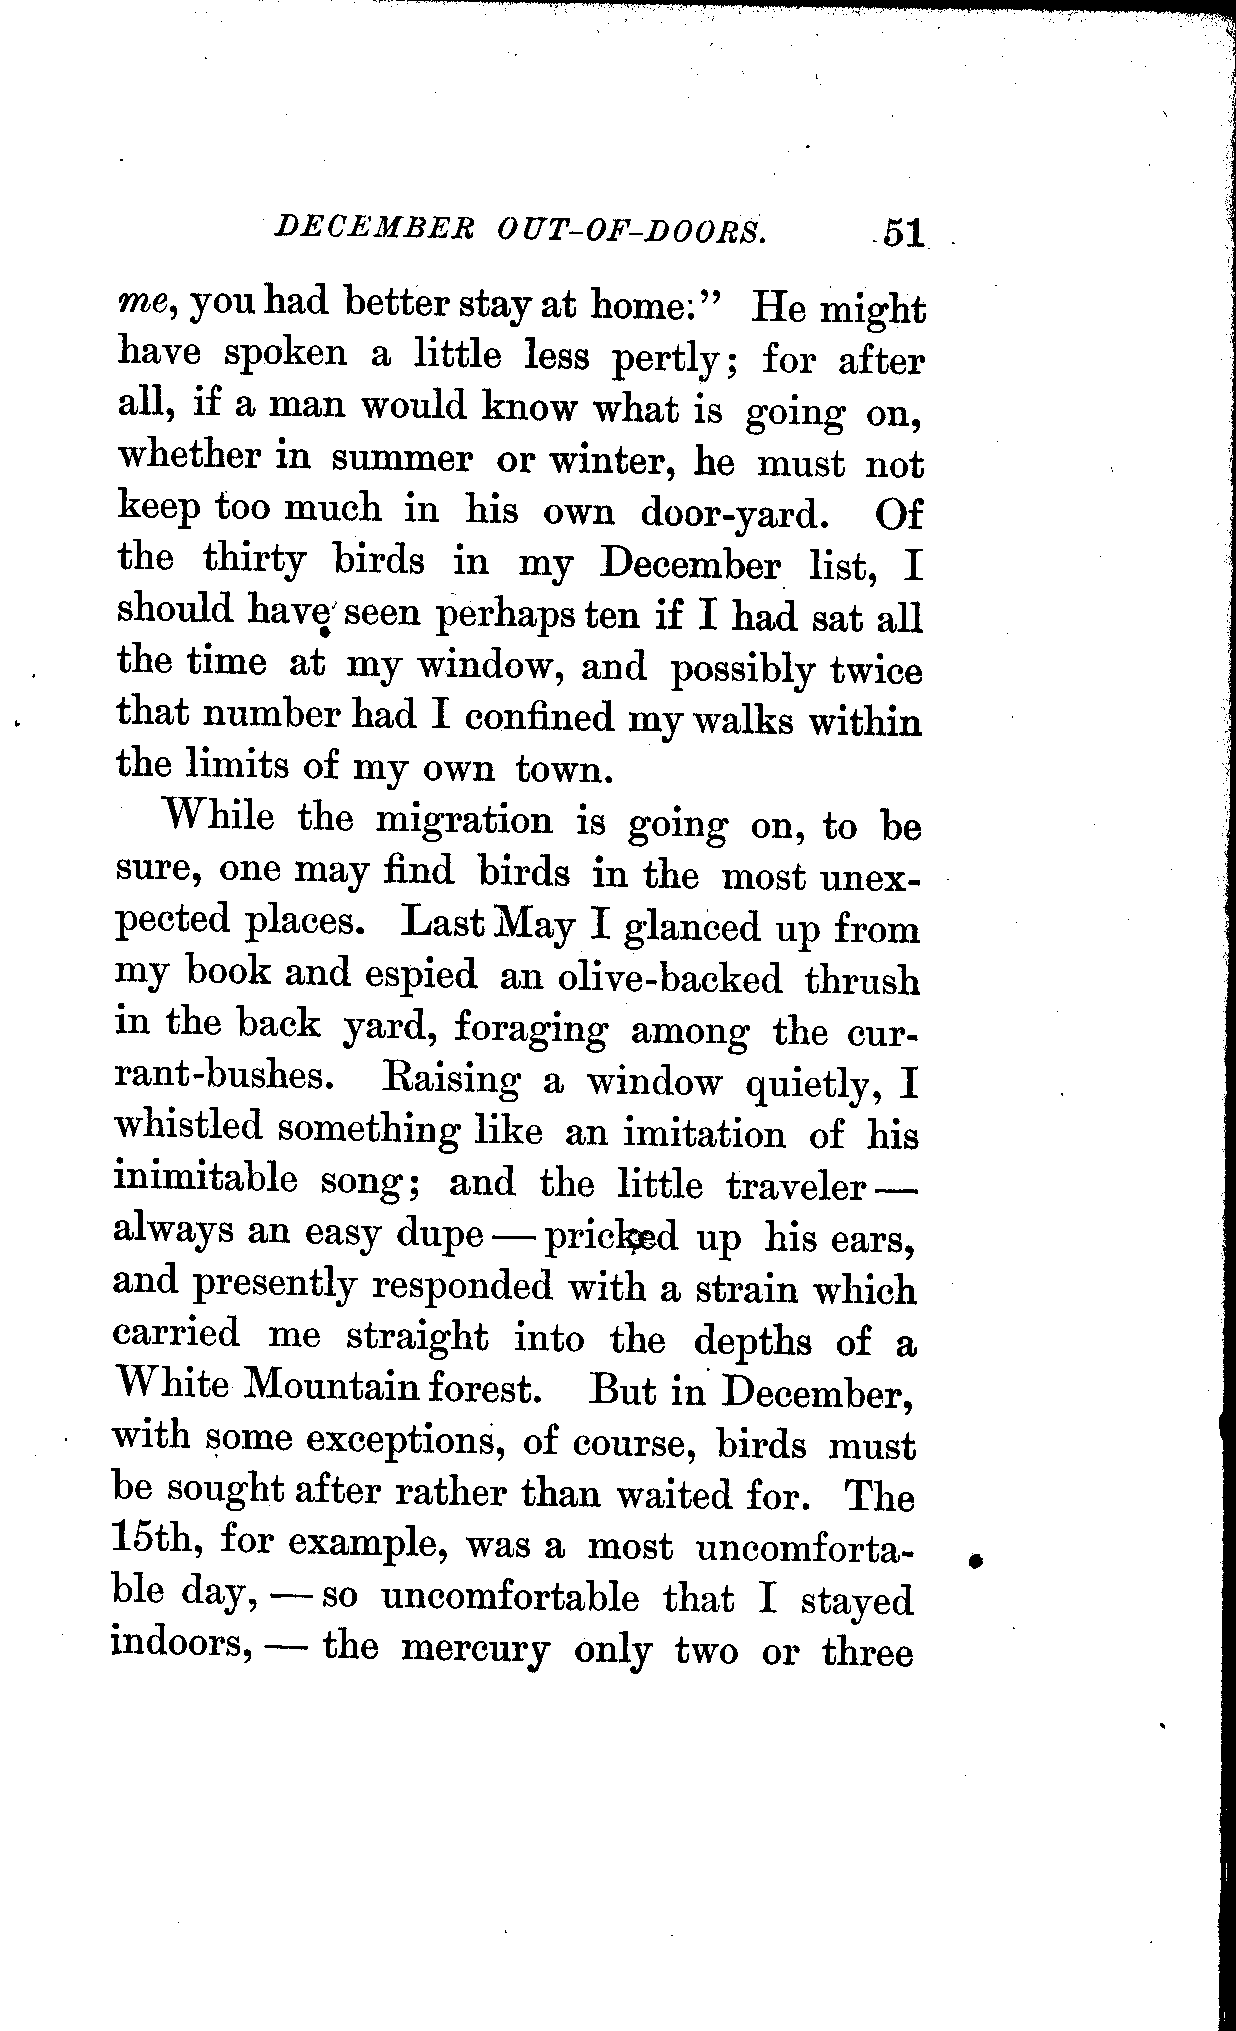 DECEMBER OUT-OF-DOORS. 51
me, you had better stay at home:” He might
have spoken a little less pertly; for after
all, if a man would know what is going on,
whether in summer or winter, he must not
keep too much in his own door-yard. Of
the thirty birds in my December list, I
should have seen perhaps ten if I had sat all
the time at my window, and possibly twice
that number had I confined my walks within
the limits of my own town.
While the migration is going on, to be
sure, one may find birds in the most unex-
pected places. Last May I glanced up from
my book and espied an olive-backed thrush
in the back yard, foraging among the cur-
rant-bushes. Raising a window quietly, I
whistled something like an imitation of his
inimitable song; and the little traveler —
always an easy dupe — pricked up his ears,
and presently responded with a strain which
carried me straight into the depths of a
White Mountain forest. But in December,
with some exceptions, of course, birds must
be sought after rather than waited for. The
15th, for example, was a most uncomforta-
ble day, — so uncomfortable that I stayed
indoors, — the mercury only two or three